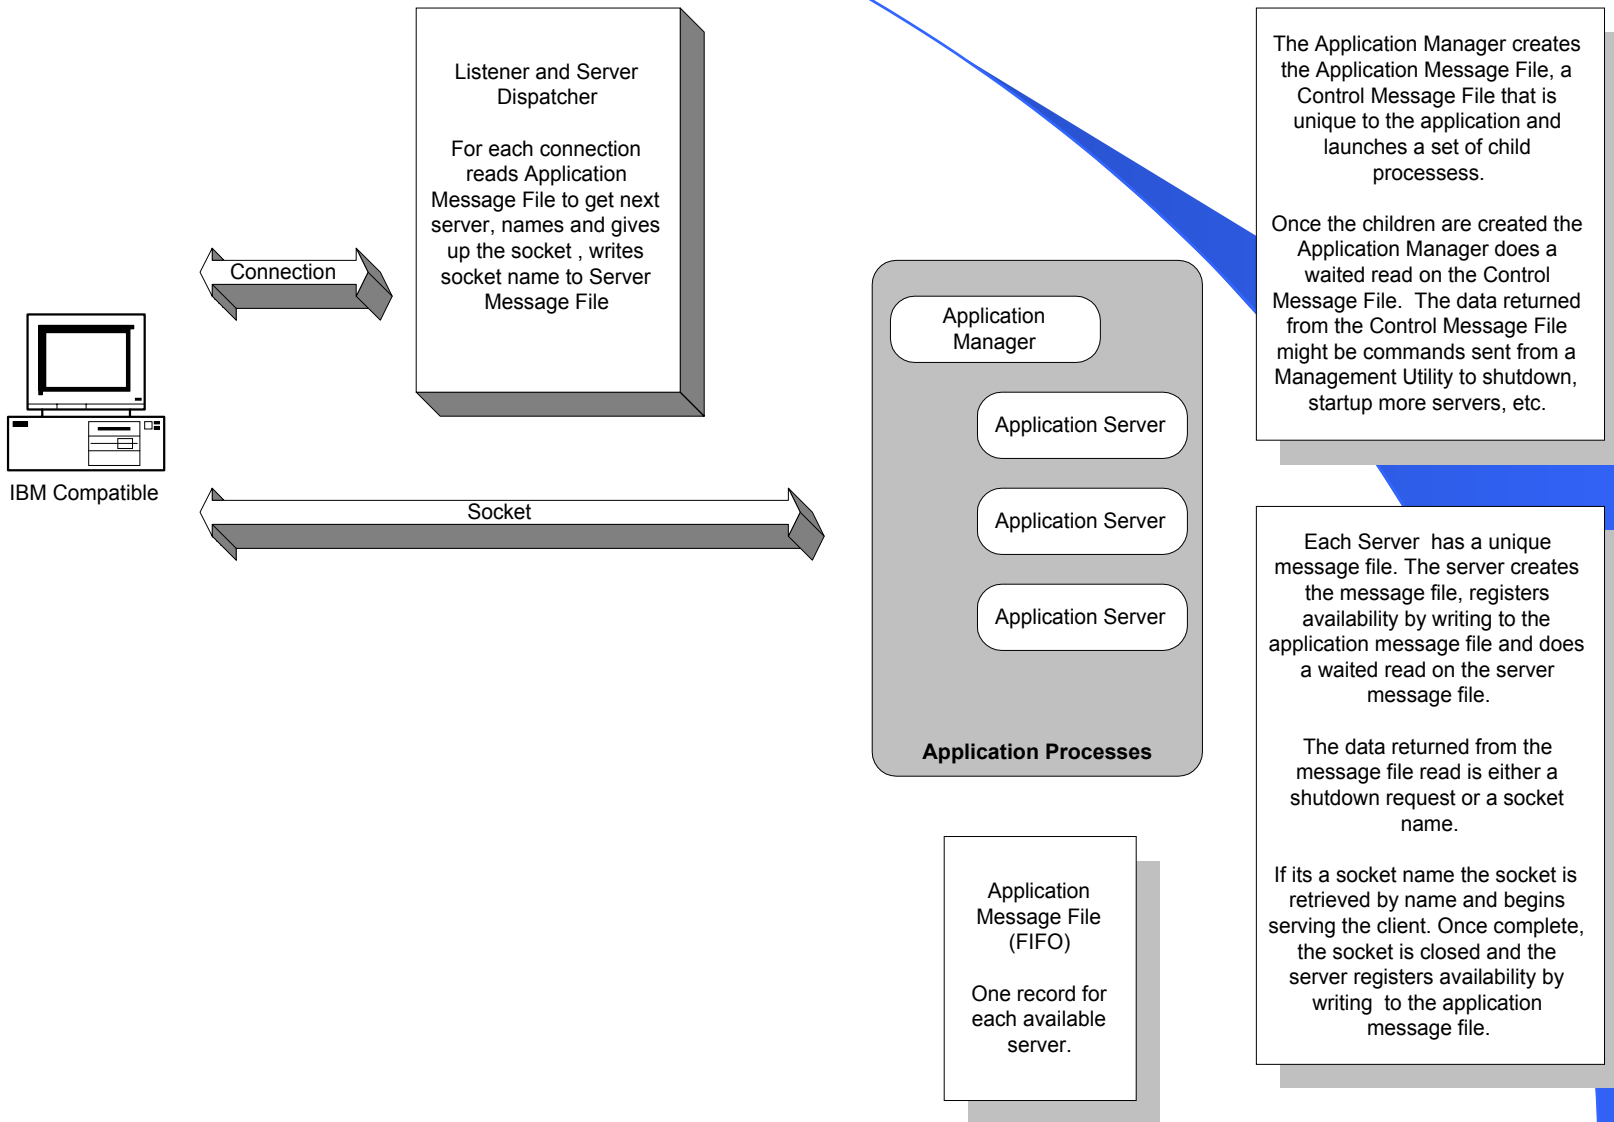 Listener and Server
Dispatcher
For each connection
reads Application
Message File to get next
server, names and gives
up the socket , writes
socket name to Server
Message File
Connection
IBM Compatible
Socket
Application
Manager
Application Server
Application Server
Application Server
Application Processes
Application
Message File
(FIFO)
One record for
each available
server.
The Application Manager creates
the Application Message File, a
Control Message File that is
unique to the application and
launches a set of child
processess.
Once the children are created the
Application Manager does a
waited read on the Control
Message File. The data returned
from the Control Message File
might be commands sent from a
Management Utility to shutdown,
startup more servers, etc.
Each Server has a unique
message file. The server creates
the message file, registers
availability by writing to the
application message file and does
a waited read on the server
message file.
The data returned from the
message file read is either a
shutdown request or a socket
name.
If its a socket name the socket is
retrieved by name and begins
serving the client. Once complete,
the socket is closed and the
server registers availability by
writing to the application
message file.